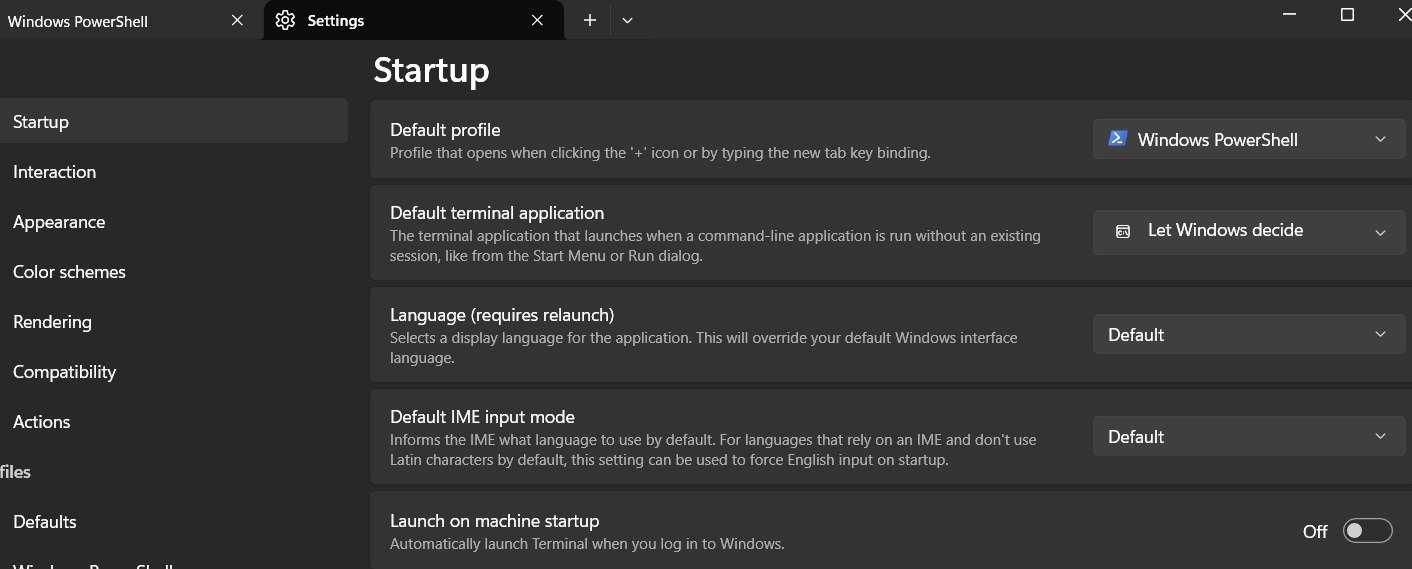 Windows PowerShell
Settings
Startup
Startup
Interaction
Appearance
Color schemes
Rendering
Compatibility
Actions
files
Defaults
Windows PowerShell
Default profile
Profile that opens when clicking the '+' icon or by typing the new tab key binding.
Windows PowerShell
Default terminal application
The terminal application that launches when a command-line application is run without an existing
session, like from the Start Menu or Run dialog.
Let Windows decide
Language (requires relaunch)
Selects a display language for the application. This will override your default Windows interface
language.
Default
Default IME input mode
Informs the IME what language to use by default. For languages that rely on an IME and don't use
Latin characters by default, this setting can be used to force English input on startup.
Default
Launch on machine startup
Automatically launch Terminal when you log in to Windows.
Off